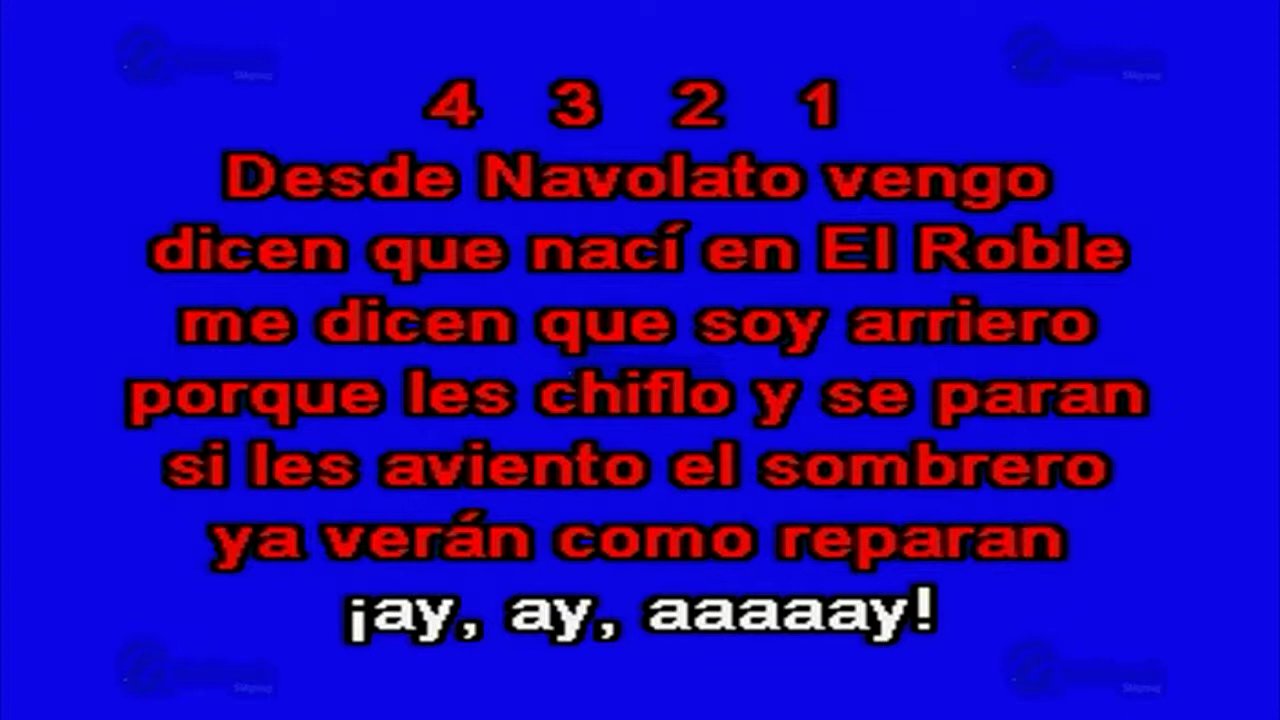 4 3 2 1
Desde Navolato vengo
dicen que nací en El Roble
me dicen que soy arriero
porque les chiflo y se paran
si les aviento el sombrero
ya verán como reparan
¡ay, ay, aaaaay!